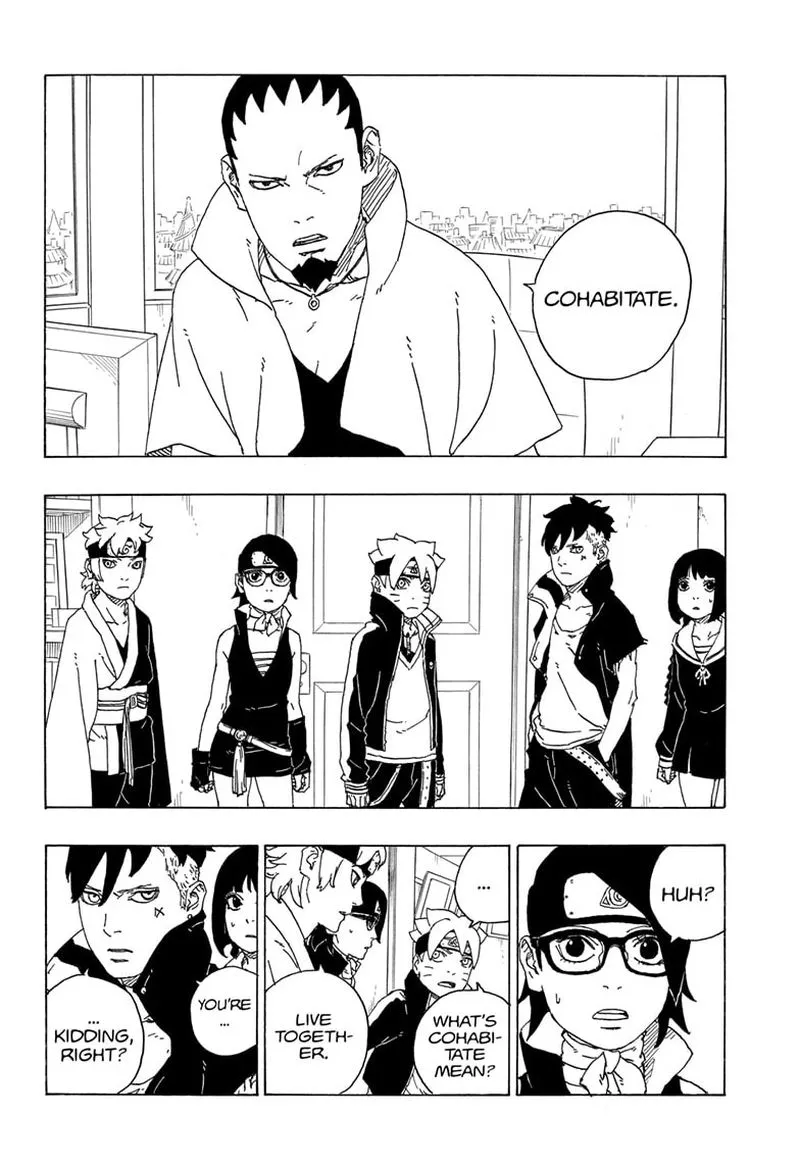 COHABITATE.
HUH?
...
WHAT'S
COHABI-
TATE
MEAN?
LIVE
TOGETH-
ER.
YOU'RE
...
...
KIDDING,
RIGHT?